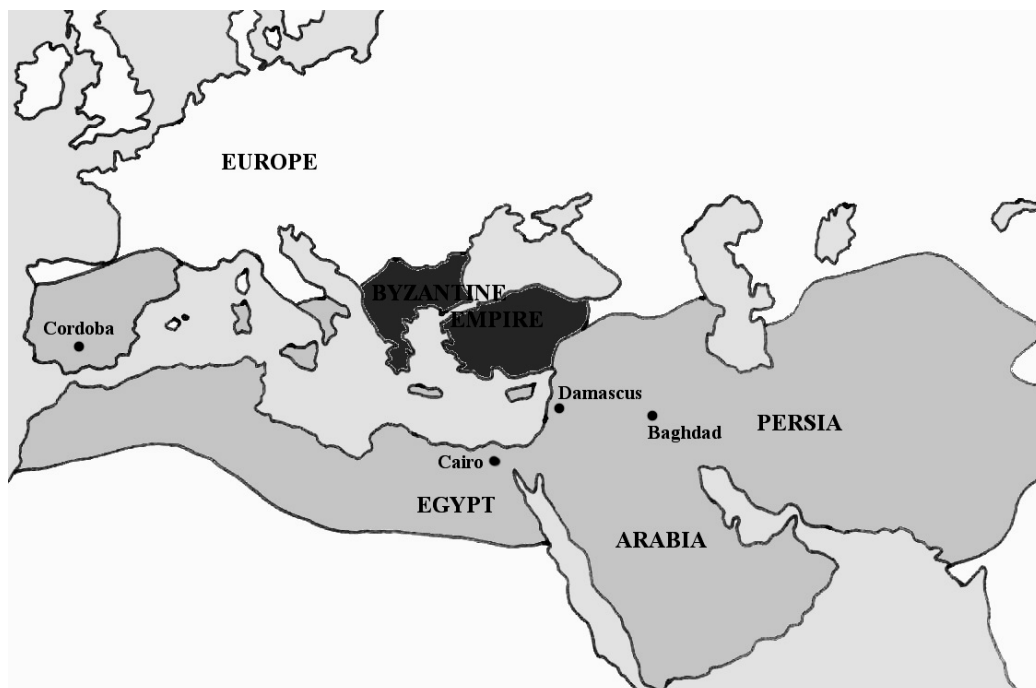 EUROPE
BYZANTINE
EMPIRE
Cordoba
Damascus
PERSIA
Baghdad
Cairo
EGYPT
ARABIA